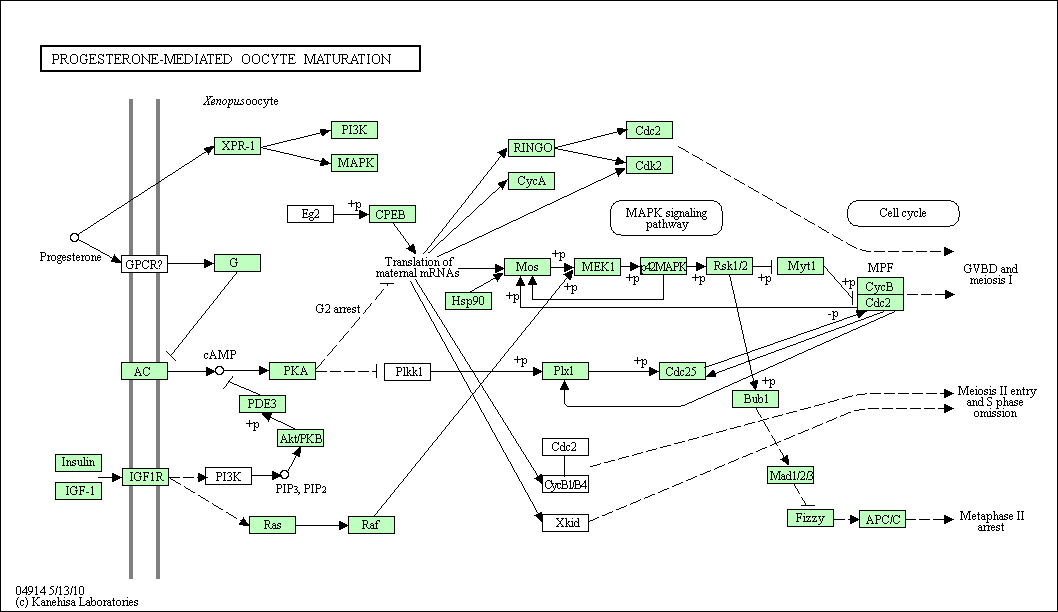 PROGESTERONE-MEDIATED OOCYTE MATURATION
Xenopus oocyte
PI3K
XPR-1
MAPK
RINGO
Cdc2
Cdk2
CycA
Eg2
+p
CPEB
MAPK signaling
pathway
Cell cycle
Progesterone
GPCR?
G
Translation of
maternal mRNAs
Mos
+p
MEK1
+p
p42MAPK
+p
Rsk1/2
+p
Myt1
+p
MPF
CycB
Cdc2
GVBD and
meiosis I
Hsp90
+p
G2 arrest
-p
cAMP
AC
PKA
Plkk1
+p
Plx1
+p
Cdc25
+p
Bub1
PDE3
+p
Akt/PKB
Meiosis II entry
and S phase
omission
Cdc2
CycB1/B4
Xkid
Insulin
IGF-1
IGF1R
PI3K
PIP3, PIP2
Mad1/2/3
Ras
Raf
Fizzy
APC/C
Metaphase II
arrest
04914 5/13/10
(c) Kanehisa Laboratories